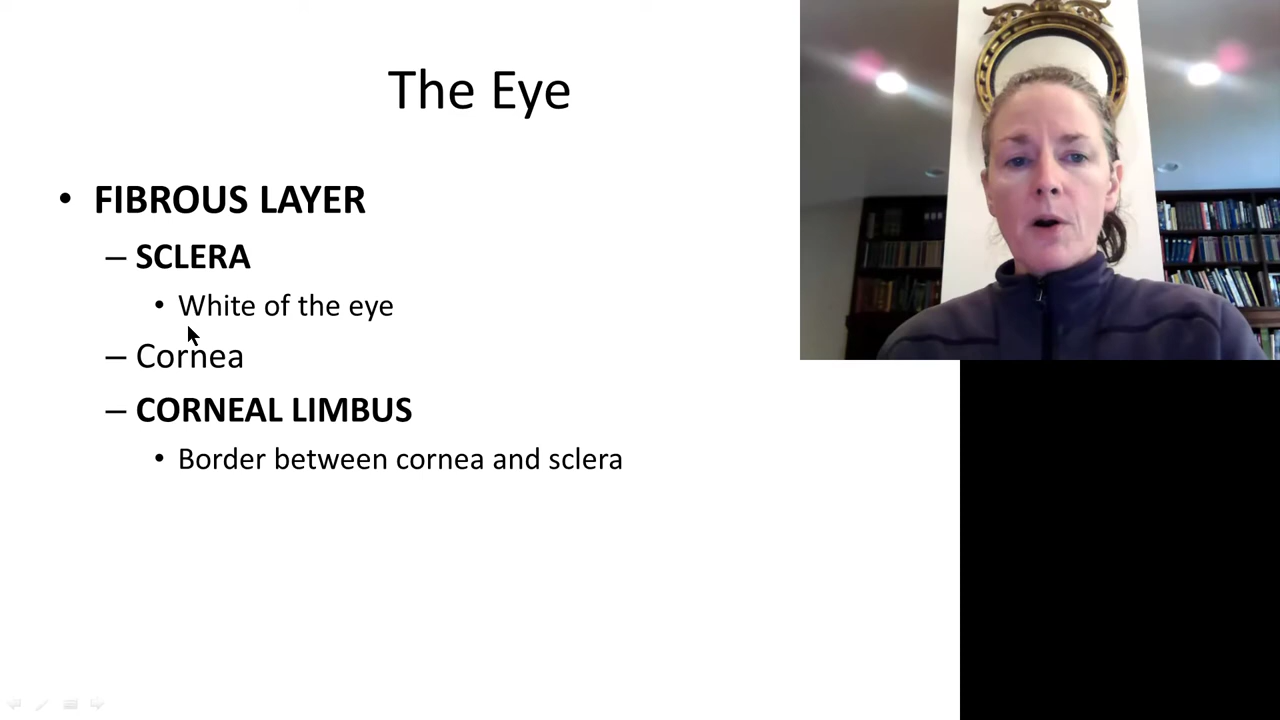 The Eye
• FIBROUS LAYER
– SCLERA
• White of the eye
– Cornea
– CORNEAL LIMBUS
• Border between cornea and sclera